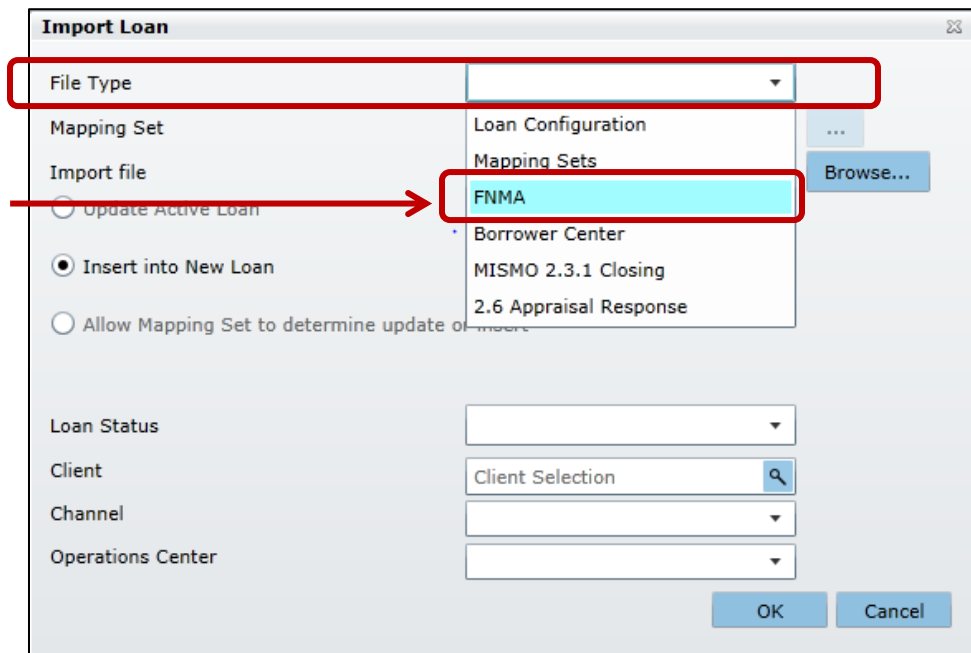 Import Loan
File Type
Mapping Set
...
Loan Configuration
Mapping Sets
Import file
Browse...
FNMA
Update Active Loan
Borrower Center
Insert into New Loan
MISMO 2.3.1 Closing
2.6 Appraisal Response
Allow Mapping Set to determine update or insert
Loan Status
Client
Client Selection
Channel
Operations Center
OK
Cancel